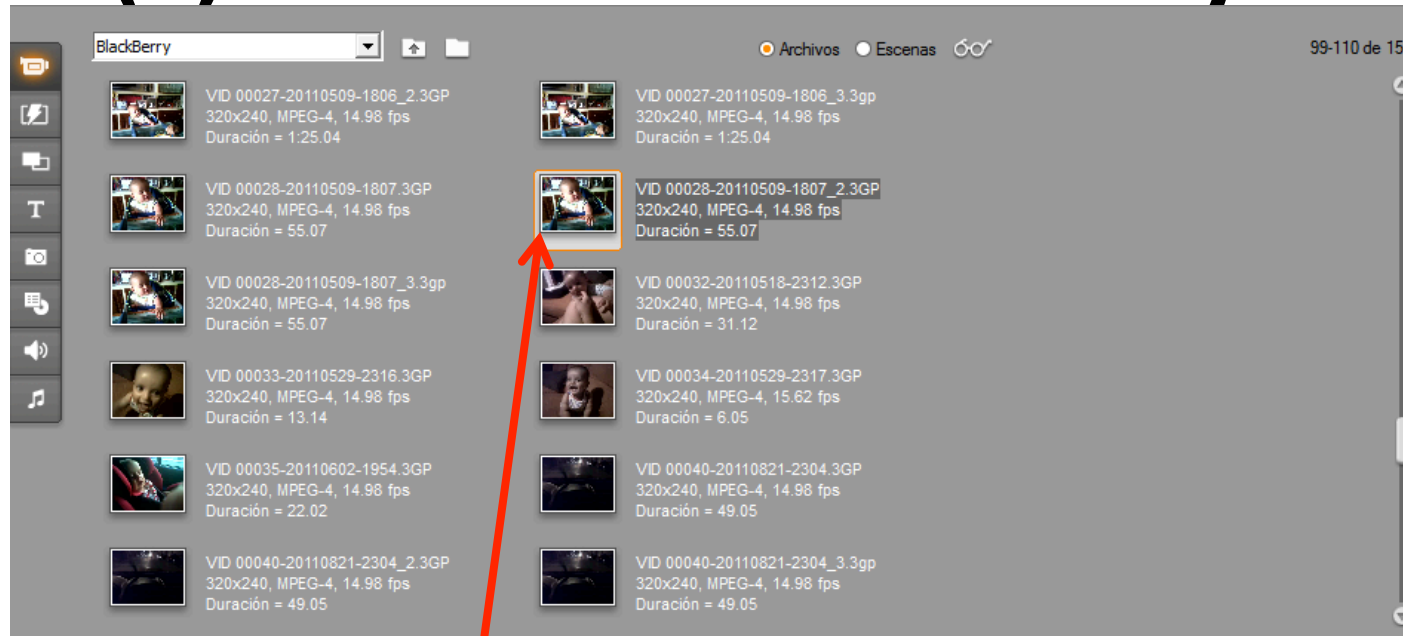 BlackBerry
Archivos Escenas
99-110 de 15
VID 00027-20110509-1806_2.3GP
320x240, MPEG-4, 14.98 fps
Duración = 1:25.04
VID 00027-20110509-1806_3.3gp
320x240, MPEG-4, 14.98 fps
Duración = 1:25.04
VID 00028-20110509-1807.3GP
320x240, MPEG-4, 14.98 fps
Duración = 55.07
VID 00028-20110509-1807_2.3GP
320x240, MPEG-4, 14.98 fps
Duración = 55.07
VID 00028-20110509-1807_3.3gp
320x240, MPEG-4, 14.98 fps
Duración = 55.07
VID 00032-20110518-2312.3GP
320x240, MPEG-4, 14.98 fps
Duración = 31.12
VID 00033-20110529-2316.3GP
320x240, MPEG-4, 14.98 fps
Duración = 13.14
VID 00034-20110529-2317.3GP
320x240, MPEG-4, 15.62 fps
Duración = 6.05
VID 00035-20110602-1954.3GP
320x240, MPEG-4, 14.98 fps
Duración = 22.02
VID 00040-20110821-2304.3GP
320x240, MPEG-4, 14.98 fps
Duración = 49.05
VID 00040-20110821-2304_2.3GP
320x240, MPEG-4, 14.98 fps
Duración = 49.05
VID 00040-20110821-2304_3.3gp
320x240, MPEG-4, 14.98 fps
Duración = 49.05